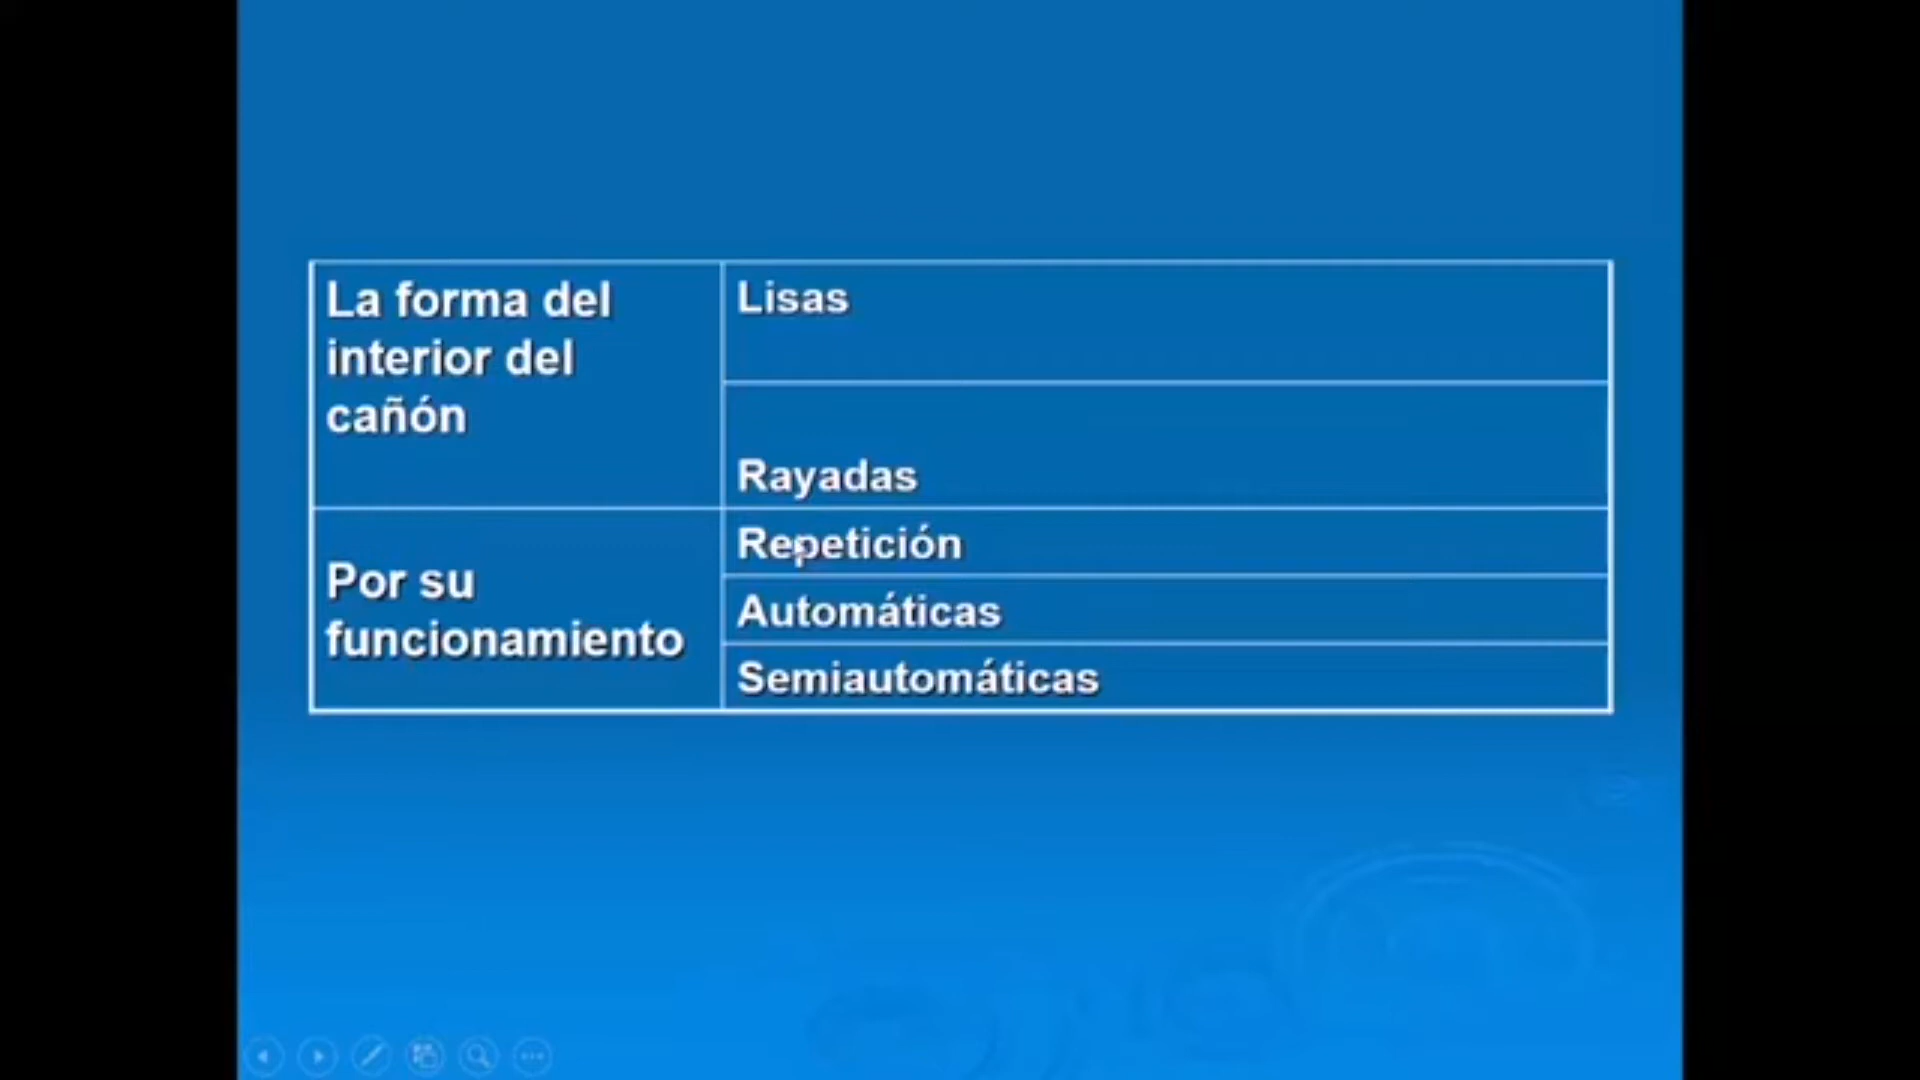 La forma del
interior del
cañón
Lisas
Rayadas
Por su
funcionamiento
Repetición
Automáticas
Semiautomáticas